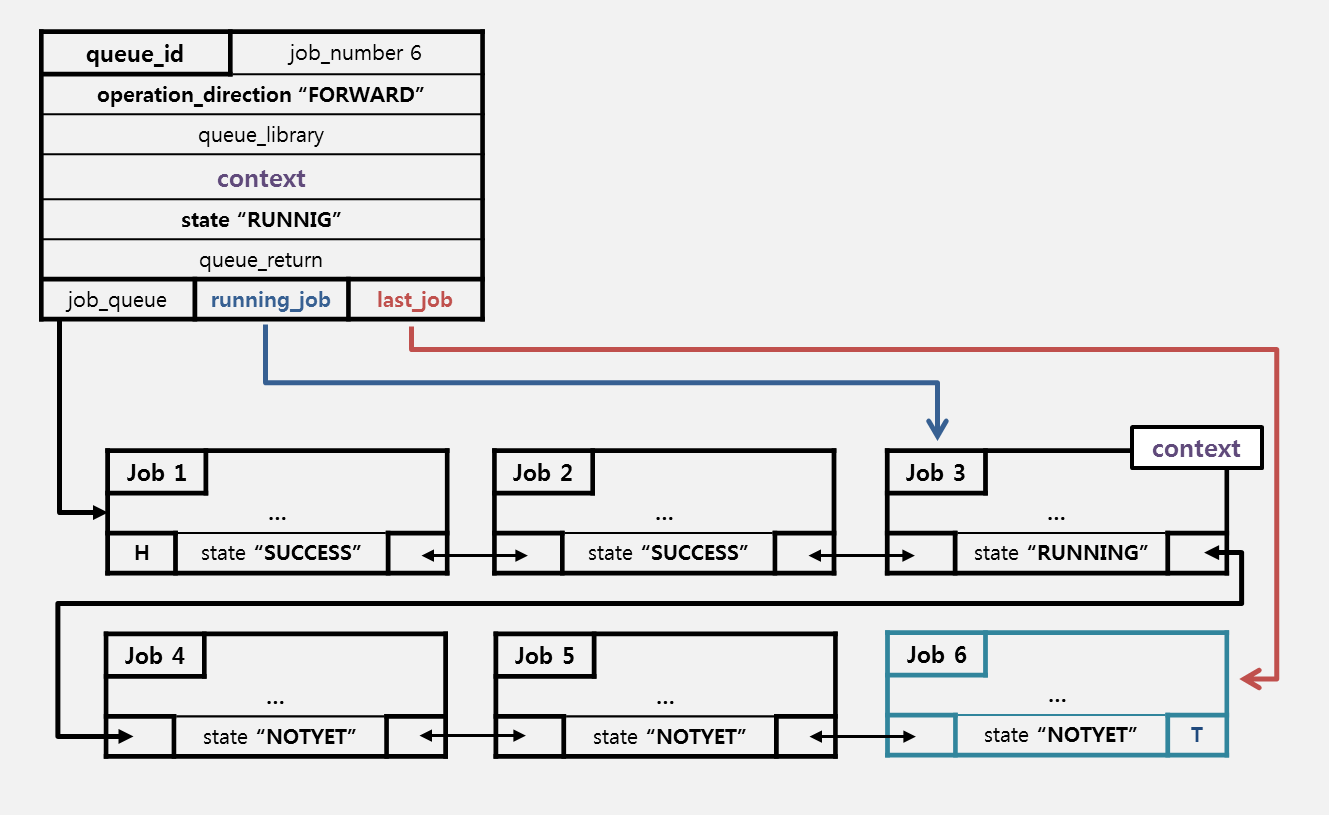 queue_id job_number 6
operation_direction “FORWARD”
queue_library
context
state “RUNNIG”
queue_return
job_queue running_job last_job
context
Job 1 Job 2 Job 3
... ... ...
H state “SUCCESS” state “SUCCESS” state “RUNNING”
Job 4 Job 5 Job 6
... ... ...
state “NOTYET” state “NOTYET” state “NOTYET” T